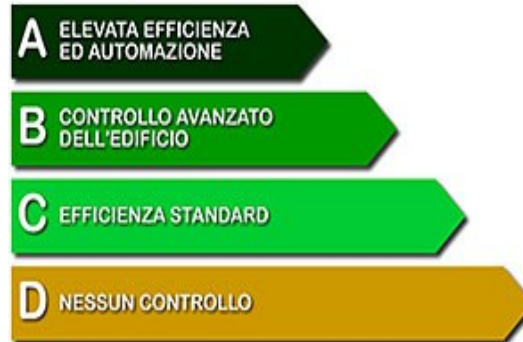 A ELEVATA EFFICIENZA
ED AUTOMAZIONE
B CONTROLLO AVANZATO
DELL'EDIFICIO
C EFFICIENZA STANDARD
D NESSUN CONTROLLO